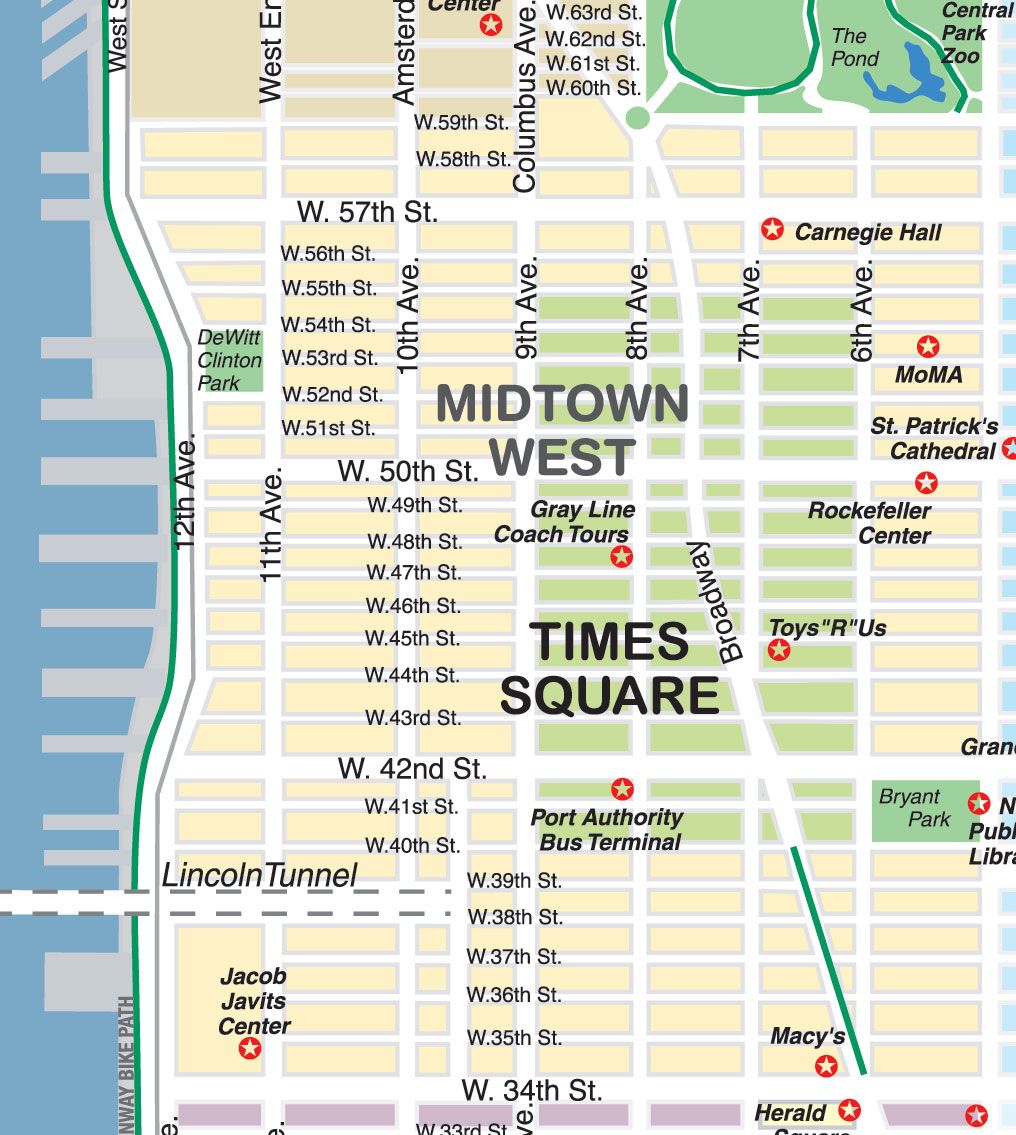 Center
W.63rd St.
Central
Park
Zoo
The
Pond
W.62nd St.
W.61st St.
W.60th St.
West
West
Columbus Ave.
W.59th St.
W.58th St.
W. 57th St.
Carnegie Hall
W.56th St.
W.55th St.
10th Ave.
9th Ave.
8th Ave.
7th Ave.
6th Ave.
W.54th St.
DeWitt
Clinton
Park
W.53rd St.
MoMA
W.52nd St.
MIDTOWN
WEST
W.51st St.
St. Patrick's
Cathedral
W. 50th St.
12th Ave.
11th Ave.
W.49th St.
Gray Line
Coach Tours
Rockefeller
Center
W.48th St.
W.47th St.
Broadway
W.46th St.
Toys"R"Us
W.45th St.
TIMES
SQUARE
W.44th St.
W.43rd St.
Gran
W. 42nd St.
Bryant
Park
W.41st St.
Port Authority
Bus Terminal
N
Publ
Libra
W.40th St.
LincolnTunnel
W.39th St.
W.38th St.
W.37th St.
Jacob
Javits
Center
W.36th St.
W.35th St.
Macy's
NWAY BIKE PATH
W. 34th St.
Herald
W.33rd St.